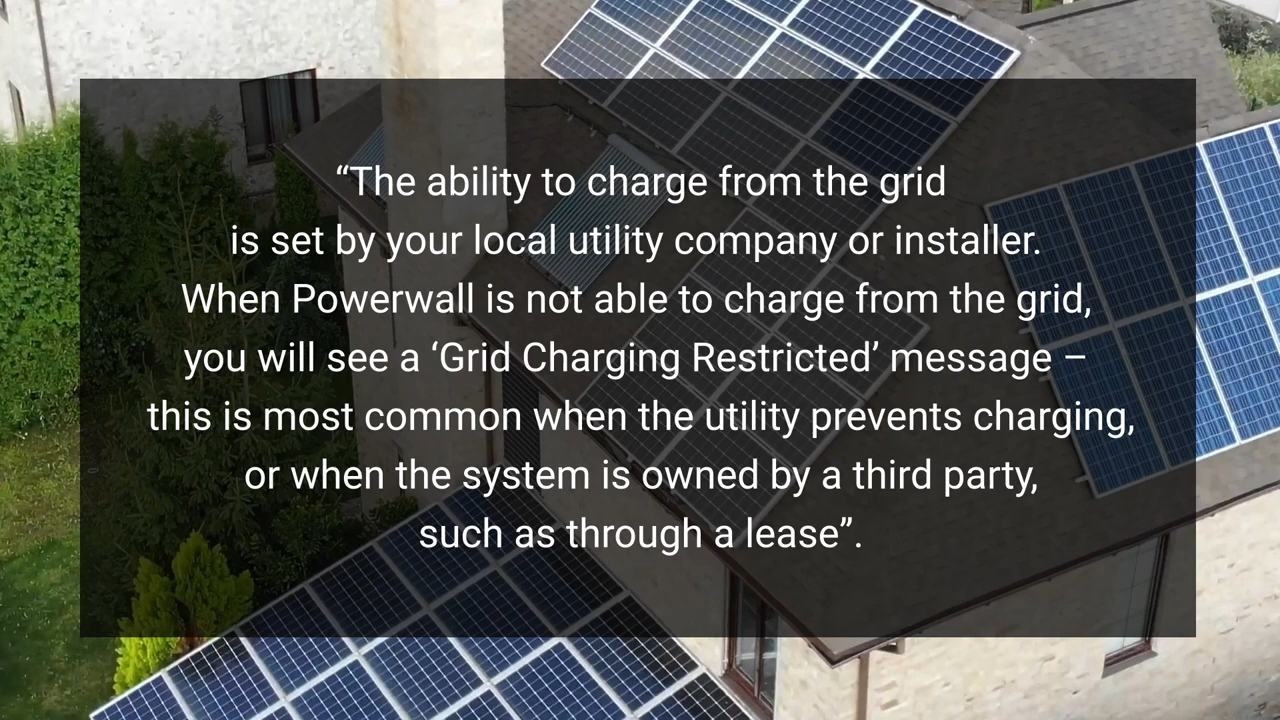 “The ability to charge from the grid
is set by your local utility company or installer.
When Powerwall is not able to charge from the grid,
you will see a ‘Grid Charging Restricted’ message –
this is most common when the utility prevents charging,
or when the system is owned by a third party,
such as through a lease”.